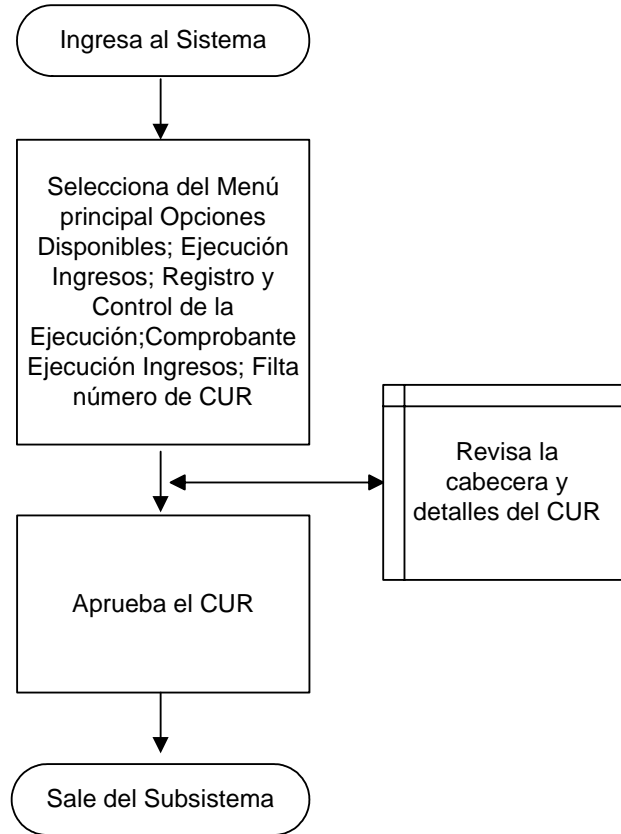 Ingresa al Sistema
Selecciona del Menú
principal Opciones
Disponibles; Ejecución
Ingresos; Registro y
Control de la
Ejecución;Comprobante
Ejecución Ingresos; Filta
número de CUR
Revisa la
cabecera y
detalles del CUR
Aprueba el CUR
Sale del Subsistema